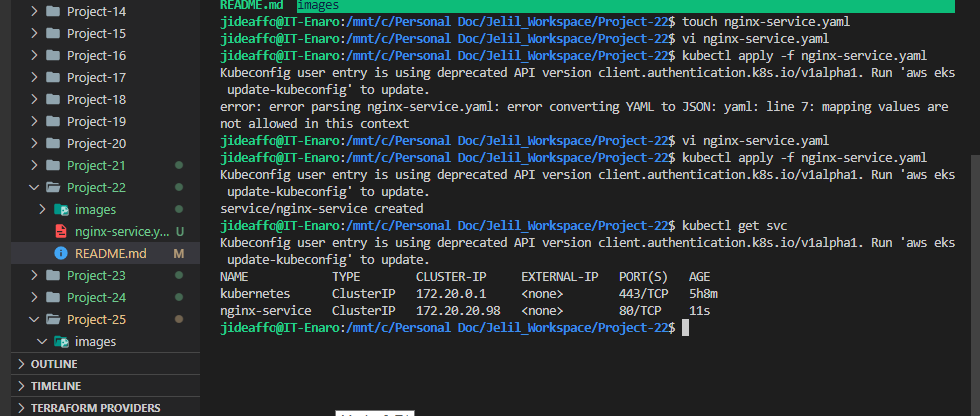 Project-14
Project-15
Project-16
Project-17
Project-18
Project-19
Project-20
Project-21
Project-22
images
nginx-service.y... U
README.md M
Project-23
Project-24
Project-25
images
OUTLINE
TIMELINE
TERRAFORM PROVIDERS
README.md images
jideaffo@IT-Enaro:/mnt/c/Personal Doc/Jelil_Workspace/Project-22$ touch nginx-service.yaml
jideaffo@IT-Enaro:/mnt/c/Personal Doc/Jelil_Workspace/Project-22$ vi nginx-service.yaml
jideaffo@IT-Enaro:/mnt/c/Personal Doc/Jelil_Workspace/Project-22$ kubectl apply -f nginx-service.yaml
Kubeconfig user entry is using deprecated API version client.authentication.k8s.io/v1alpha1. Run 'aws eks
update-kubeconfig' to update.
error: error parsing nginx-service.yaml: error converting YAML to JSON: yaml: line 7: mapping values are
not allowed in this context
jideaffo@IT-Enaro:/mnt/c/Personal Doc/Jelil_Workspace/Project-22$ vi nginx-service.yaml
jideaffo@IT-Enaro:/mnt/c/Personal Doc/Jelil_Workspace/Project-22$ kubectl apply -f nginx-service.yaml
Kubeconfig user entry is using deprecated API version client.authentication.k8s.io/v1alpha1. Run 'aws eks
update-kubeconfig' to update.
service/nginx-service created
jideaffo@IT-Enaro:/mnt/c/Personal Doc/Jelil_Workspace/Project-22$ kubectl get svc
Kubeconfig user entry is using deprecated API version client.authentication.k8s.io/v1alpha1. Run 'aws eks
update-kubeconfig' to update.
NAME TYPE CLUSTER-IP EXTERNAL-IP PORT(S) AGE
kubernetes ClusterIP 172.20.0.1 <none> 443/TCP 5h8m
nginx-service ClusterIP 172.20.20.98 <none> 80/TCP 11s
jideaffo@IT-Enaro:/mnt/c/Personal Doc/Jelil_Workspace/Project-22$